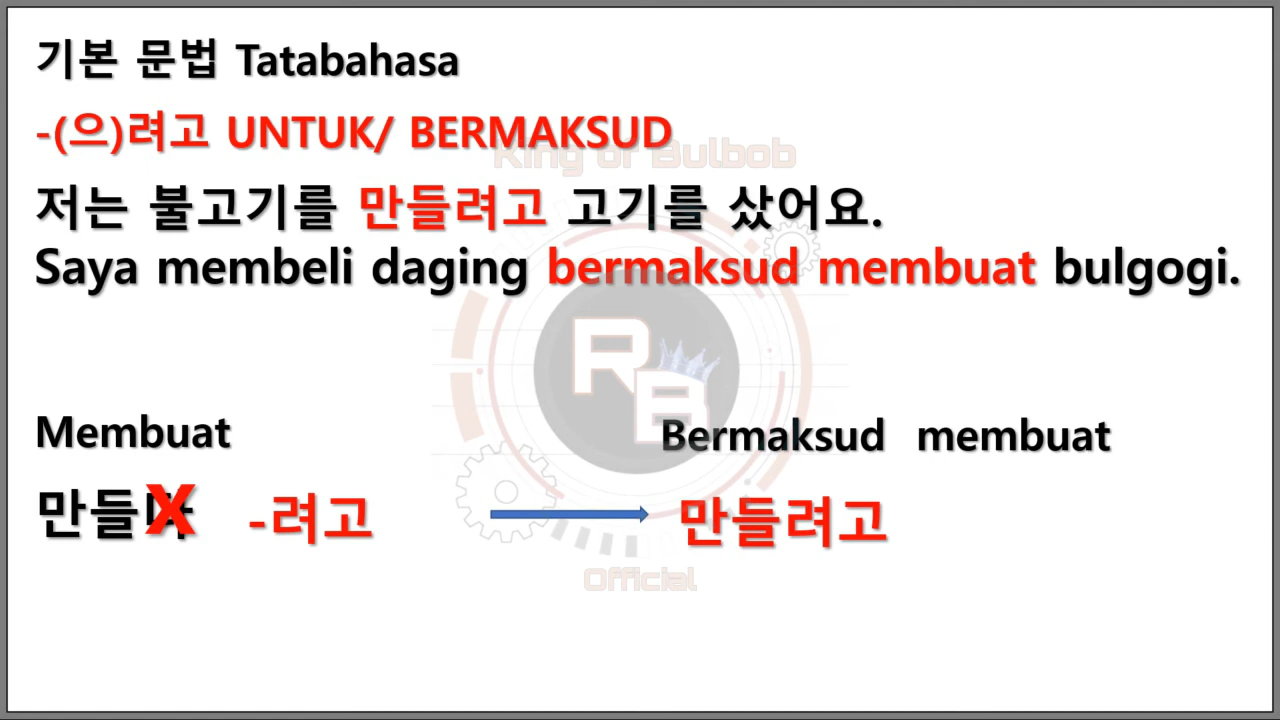 기본 문법 Tatabahasa
-(으)려고 UNTUK/ BERMAKSUD
King of Bulbob
저는 불고기를 만들려고 고기를 샀어요.
Saya membeli daging bermaksud membuat bulgogi.
RB
Membuat
Bermaksud membuat
만들다 X -려고
만들려고
Official